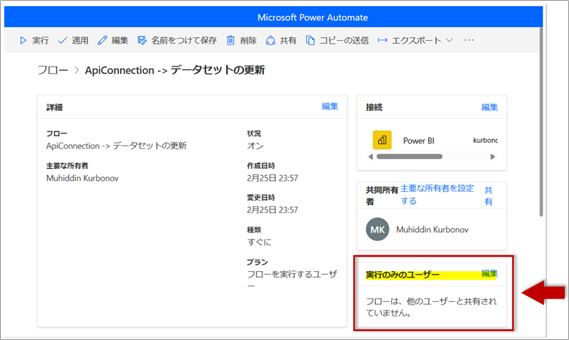 Microsoft Power Automate
実行 適用 編集 名前をつけて保存 削除 共有 コピーの送信 エクスポート ···
フロー > ApiConnection -> データセットの更新
詳細 編集
フロー
ApiConnection -> データセットの更新
主要な所有者
Muhiddin Kurbonov
状況
オン
作成日時
2月25日 23:57
変更日時
2月25日 23:57
種類
すぐに
プラン
フローを実行するユーザ
ー
接続 編集
Power BI kurbonc
共同所有
者
主要な所有者を設定
する
共
有
MK Muhiddin Kurbonov
実行のみのユーザー 編集
フローは、他のユーザーと共有され
ていません。